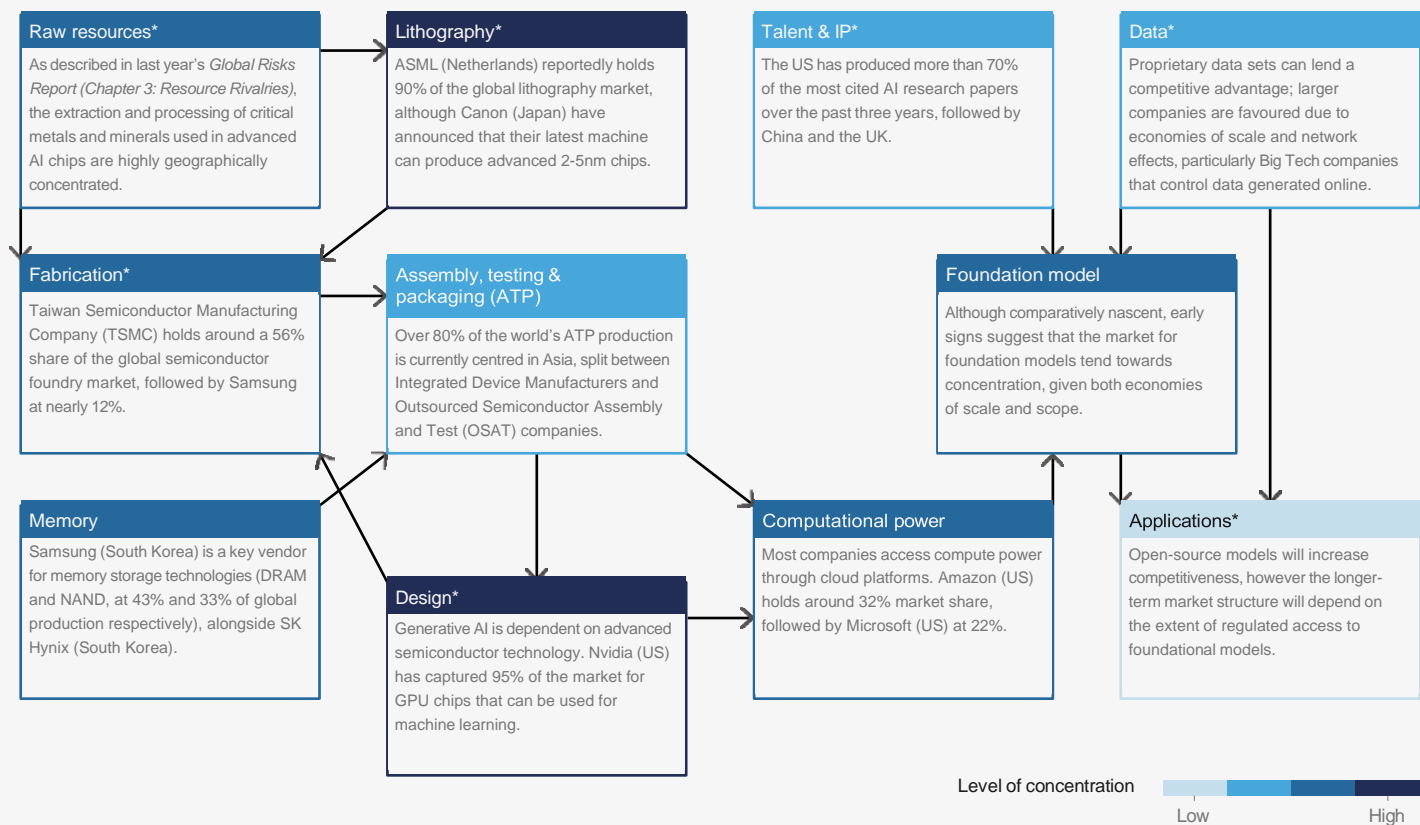 Raw resources*
As described in last year's Global Risks
Report (Chapter 3: Resource Rivalries),
the extraction and processing of critical
metals and minerals used in advanced
AI chips are highly geographically
concentrated.
Lithography*
ASML (Netherlands) reportedly holds
90% of the global lithography market,
although Canon (Japan) have
announced that their latest machine
can produce advanced 2-5nm chips.
Talent & IP*
The US has produced more than 70%
of the most cited AI research papers
over the past three years, followed by
China and the UK.
Data*
Proprietary data sets can lend a
competitive advantage; larger
companies are favoured due to
economies of scale and network
effects, particularly Big Tech companies
that control data generated online.
Fabrication*
Taiwan Semiconductor Manufacturing
Company (TSMC) holds around a 56%
share of the global semiconductor
foundry market, followed by Samsung
at nearly 12%.
Assembly, testing &
packaging (ATP)
Over 80% of the world's ATP production
is currently centred in Asia, split between
Integrated Device Manufacturers and
Outsourced Semiconductor Assembly
and Test (OSAT) companies.
Foundation model
Although comparatively nascent, early
signs suggest that the market for
foundation models tend towards
concentration, given both economies
of scale and scope.
Memory
Samsung (South Korea) is a key vendor
for memory storage technologies (DRAM
and NAND, at 43% and 33% of global
production respectively), alongside SK
Hynix (South Korea).
Design*
Generative AI is dependent on advanced
semiconductor technology. Nvidia (US)
has captured 95% of the market for
GPU chips that can be used for
machine learning.
Computational power
Most companies access compute power
through cloud platforms. Amazon (US)
holds around 32% market share,
followed by Microsoft (US) at 22%.
Applications*
Open-source models will increase
competitiveness, however the longer-
term market structure will depend on
the extent of regulated access to
foundational models.
Level of concentration
Low
High